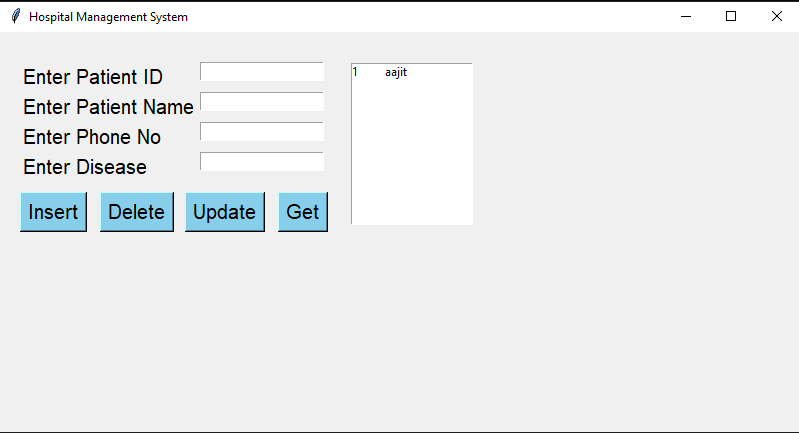 Hospital Management System
Enter Patient ID
Enter Patient Name
Enter Phone No
Enter Disease
Insert Delete Update Get
1 aajit